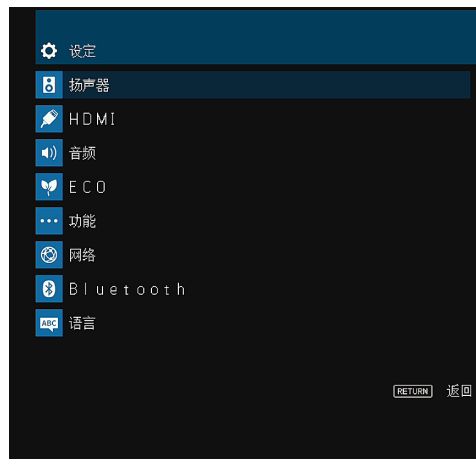 设定
扬声器
HDMI
音频
ECO
功能
网络
Bluetooth
ABC 语言
RETURN 返回